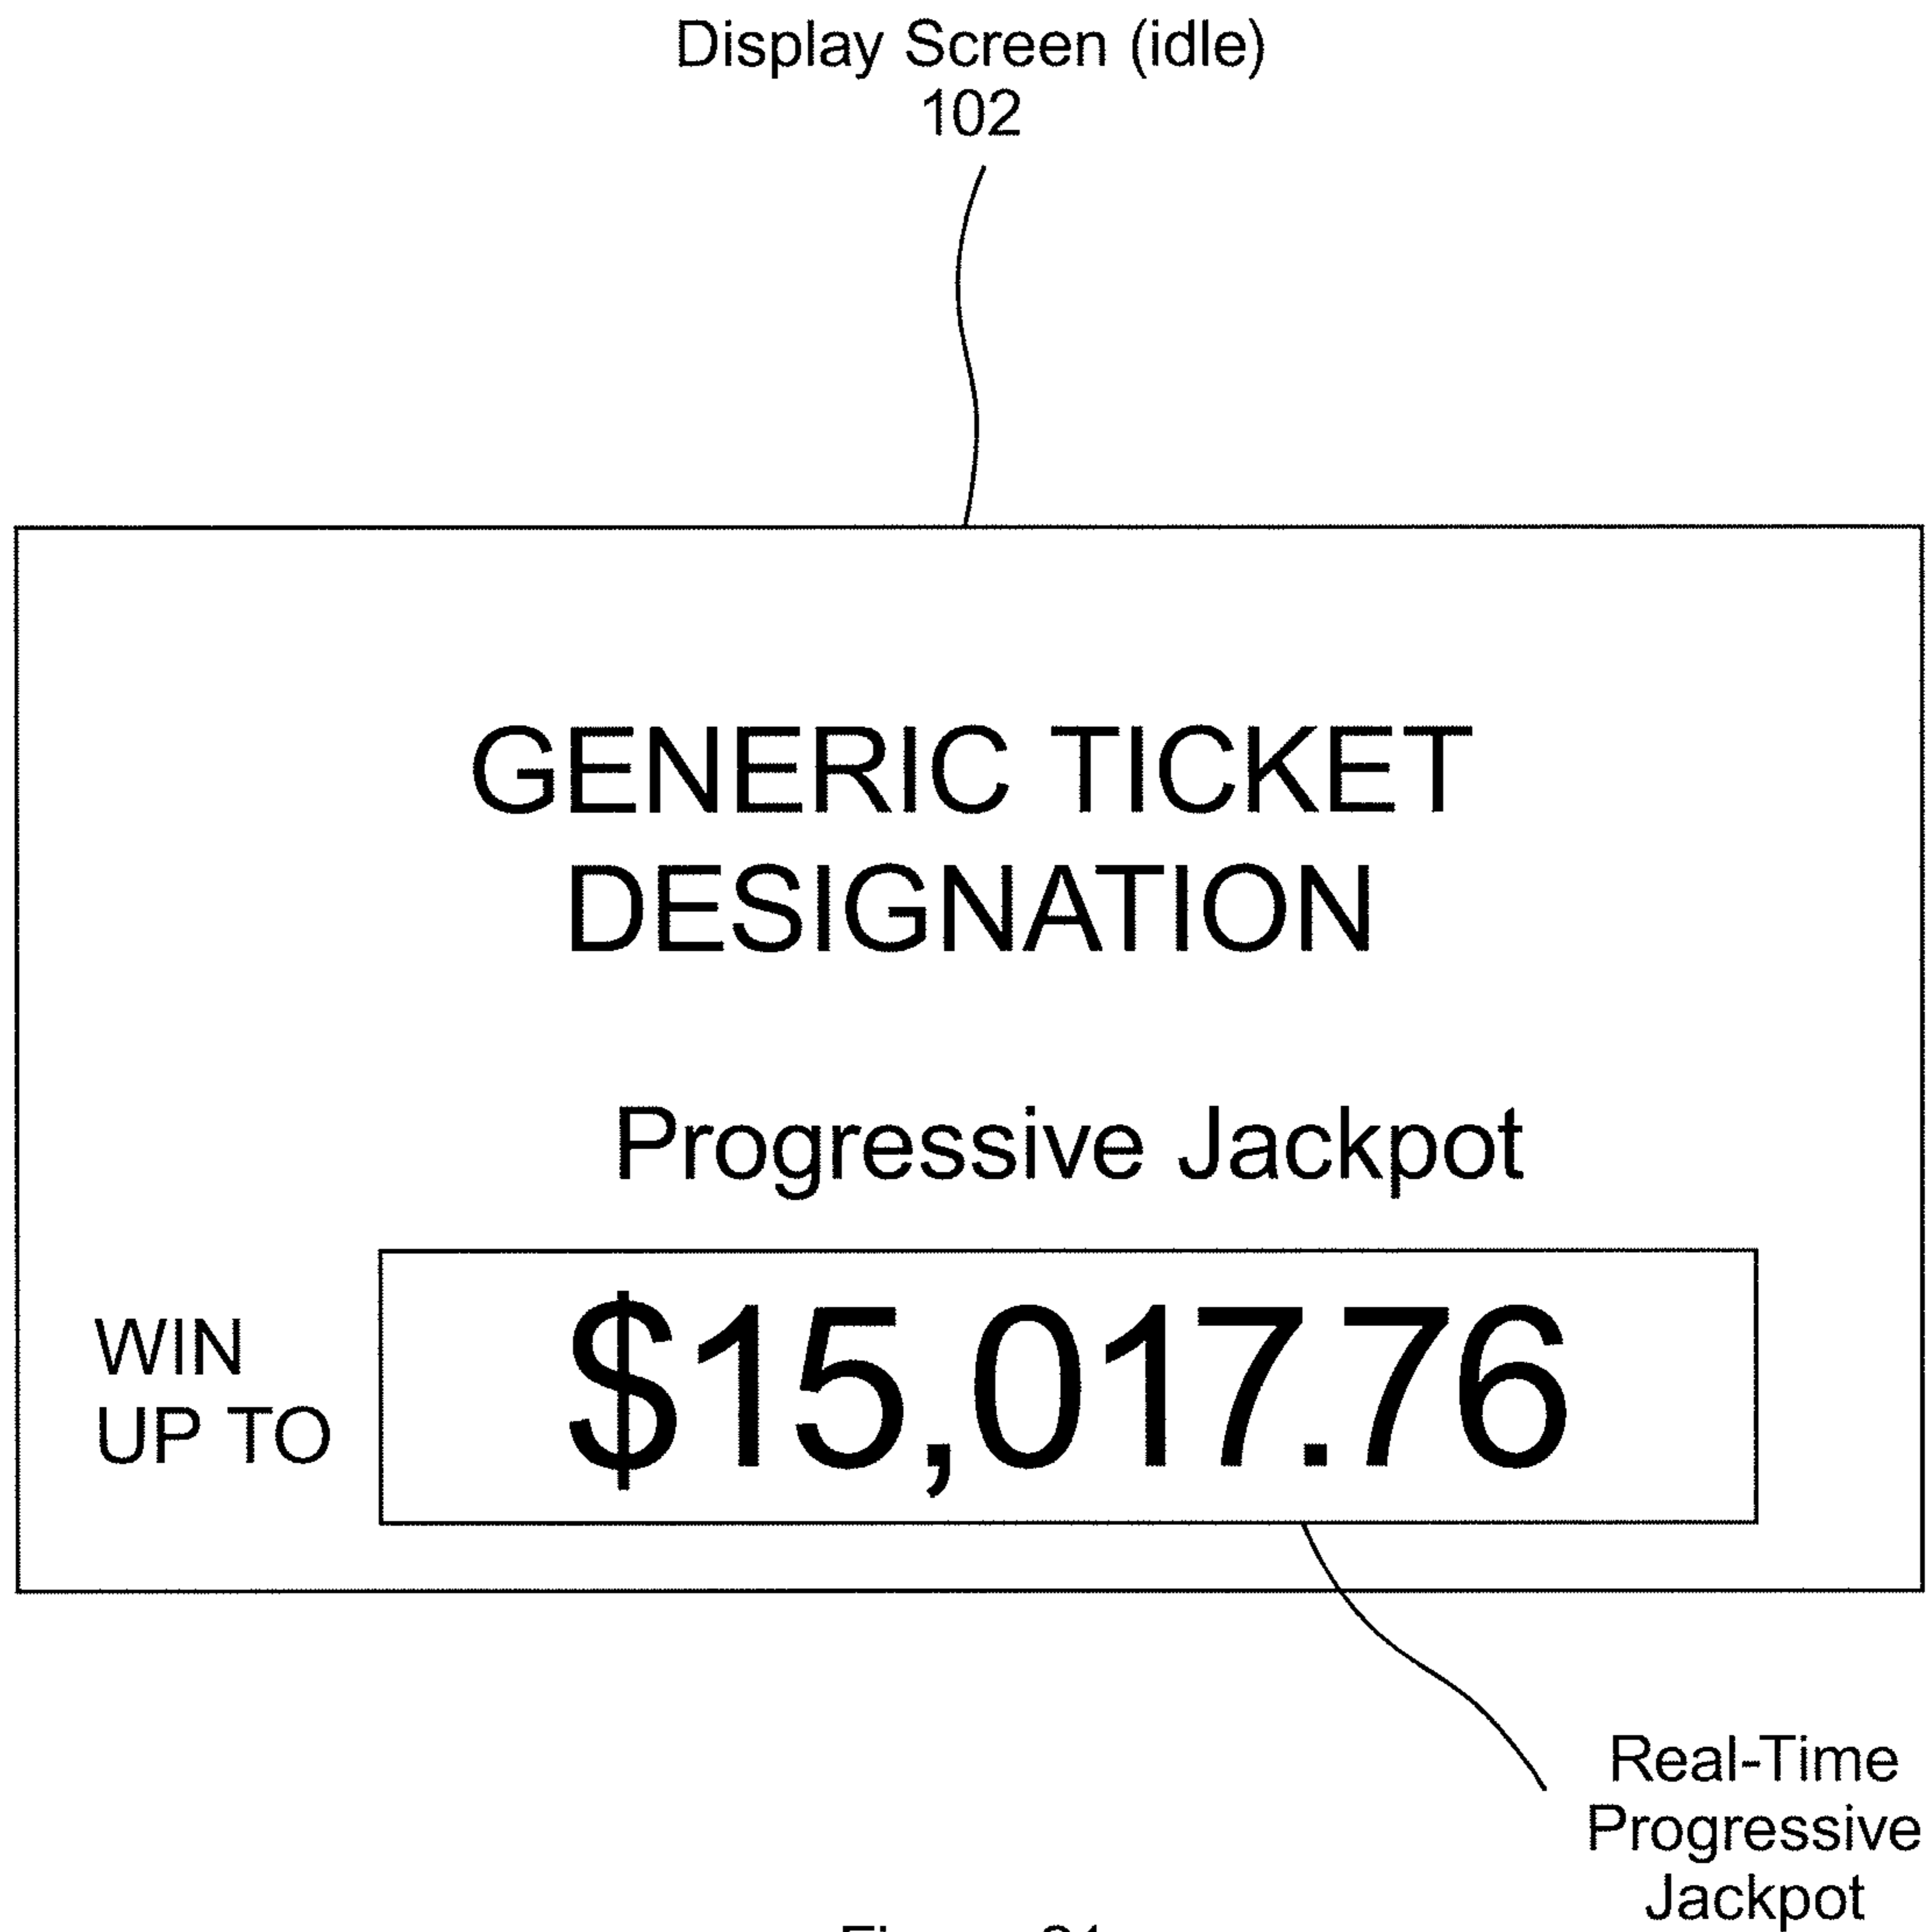 Display Screen (idle)
102
GENERIC TICKET
DESIGNATION
Progressive Jackpot
WIN
UP TO
$15,017.76
Real-Time
Progressive
Jackpot